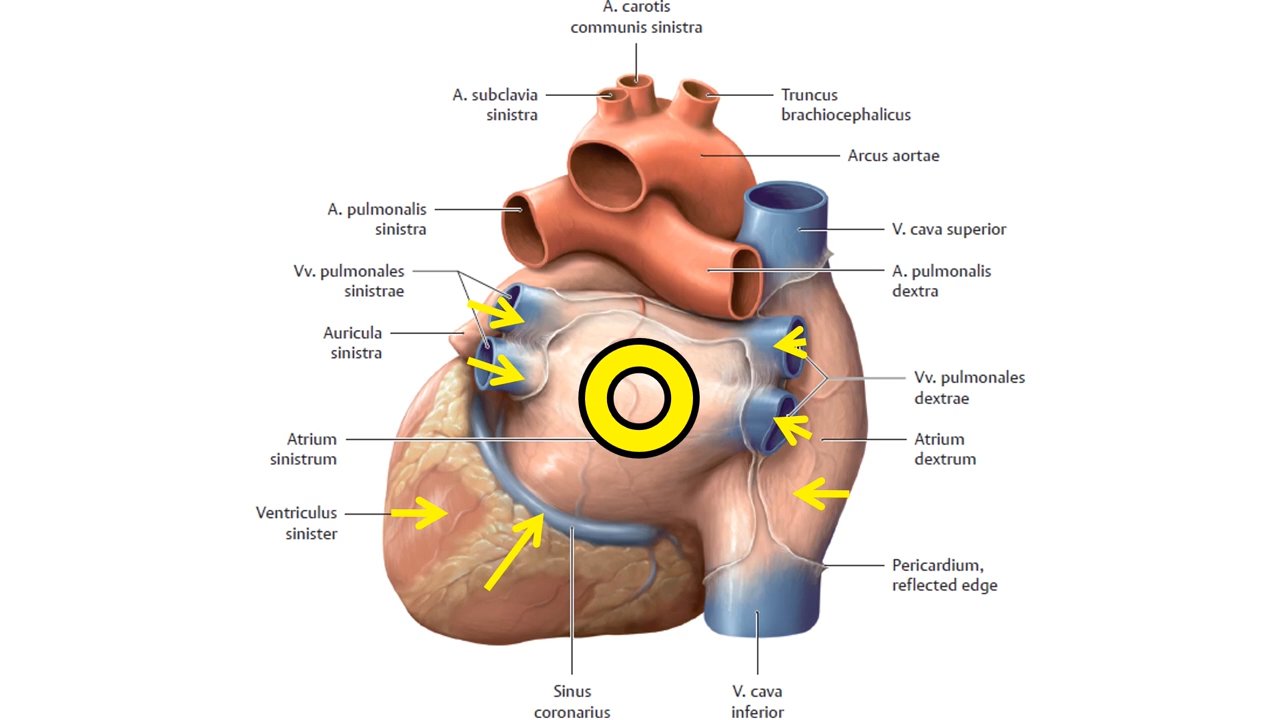 A. carotis
communis sinistra
A. subclavia
sinistra
Truncus
brachiocephalicus
Arcus aortae
A. pulmonalis
sinistra
V. cava superior
Vv. pulmonales
sinistrae
A. pulmonalis
dextra
Auricula
sinistra
Vv. pulmonales
dextrae
Atrium
sinistrum
Atrium
dextrum
Ventriculus
sinister
Pericardium,
reflected edge
Sinus
coronarius
V. cava
inferior